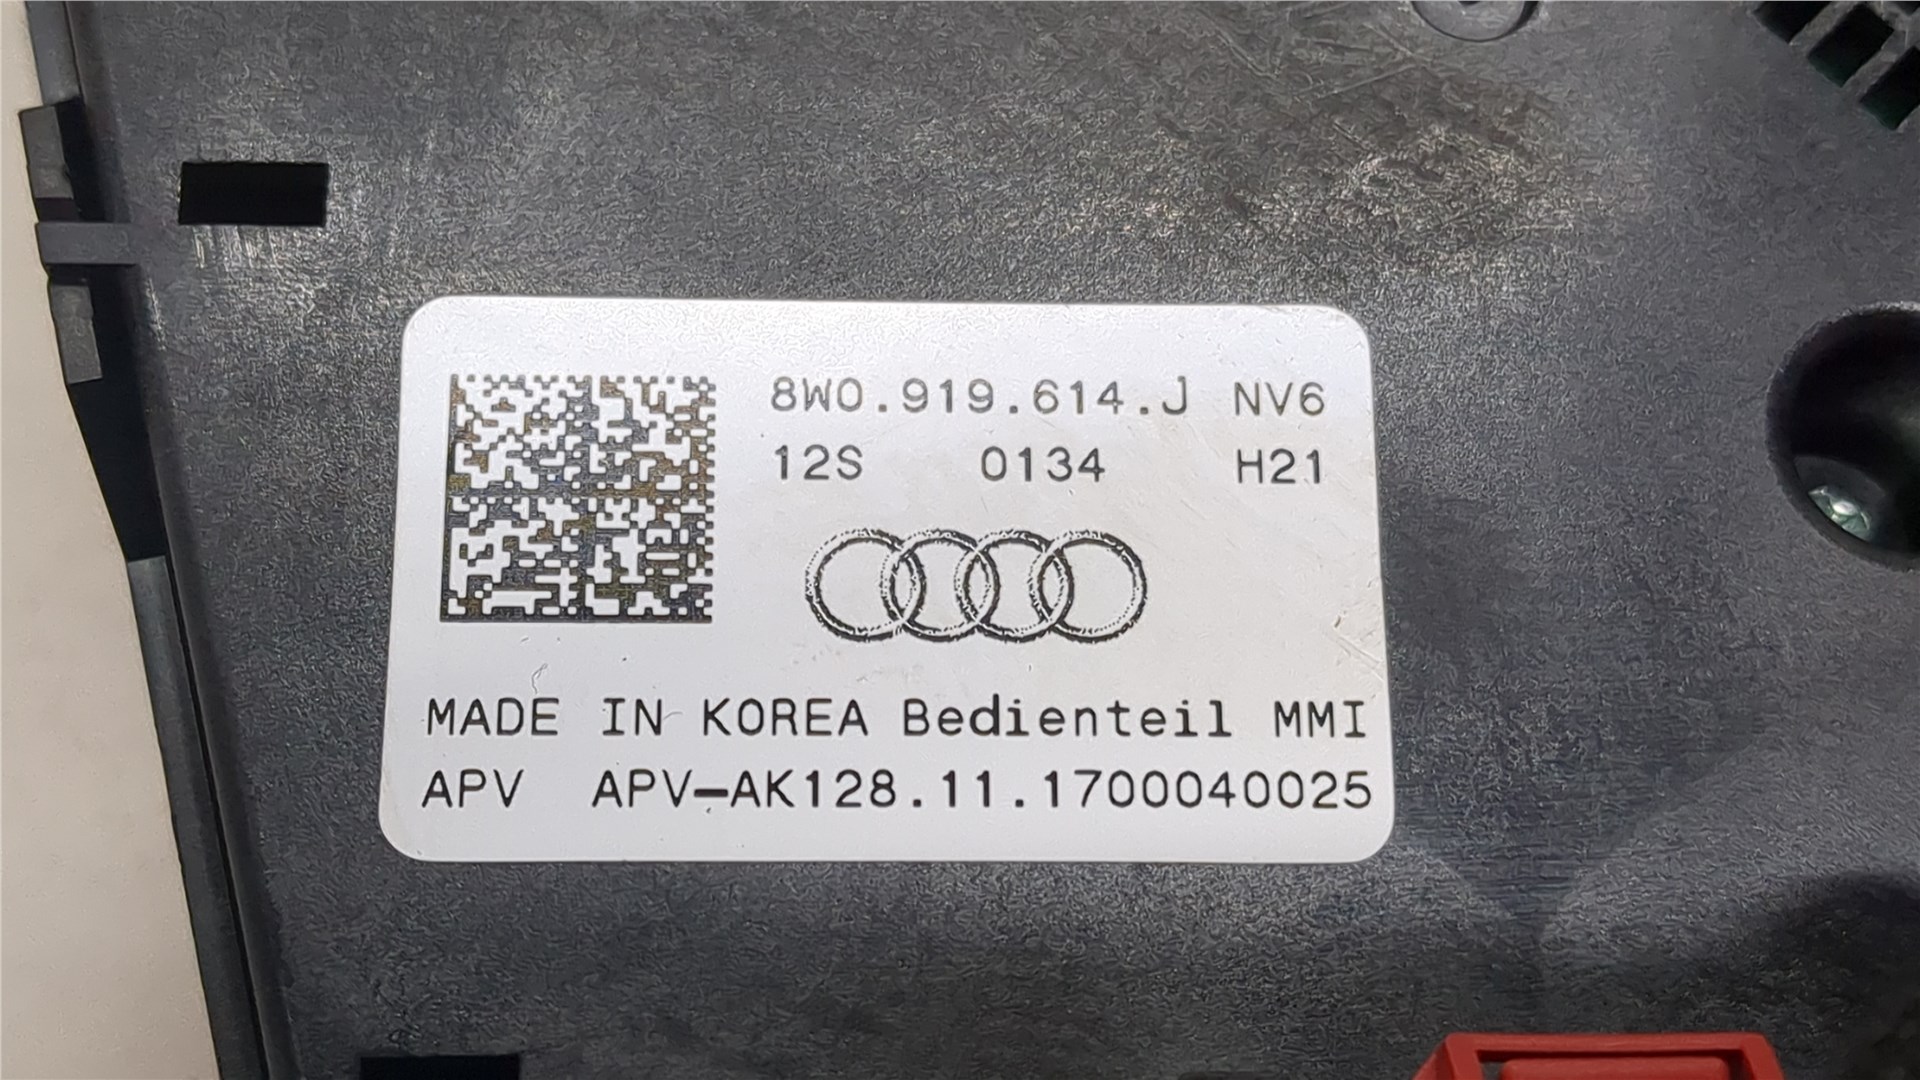 8W0.919.614.J NV6
12S 0134 H21
MADE IN KOREA Bedienteil MMI
APV APV-AK128.11.1700040025